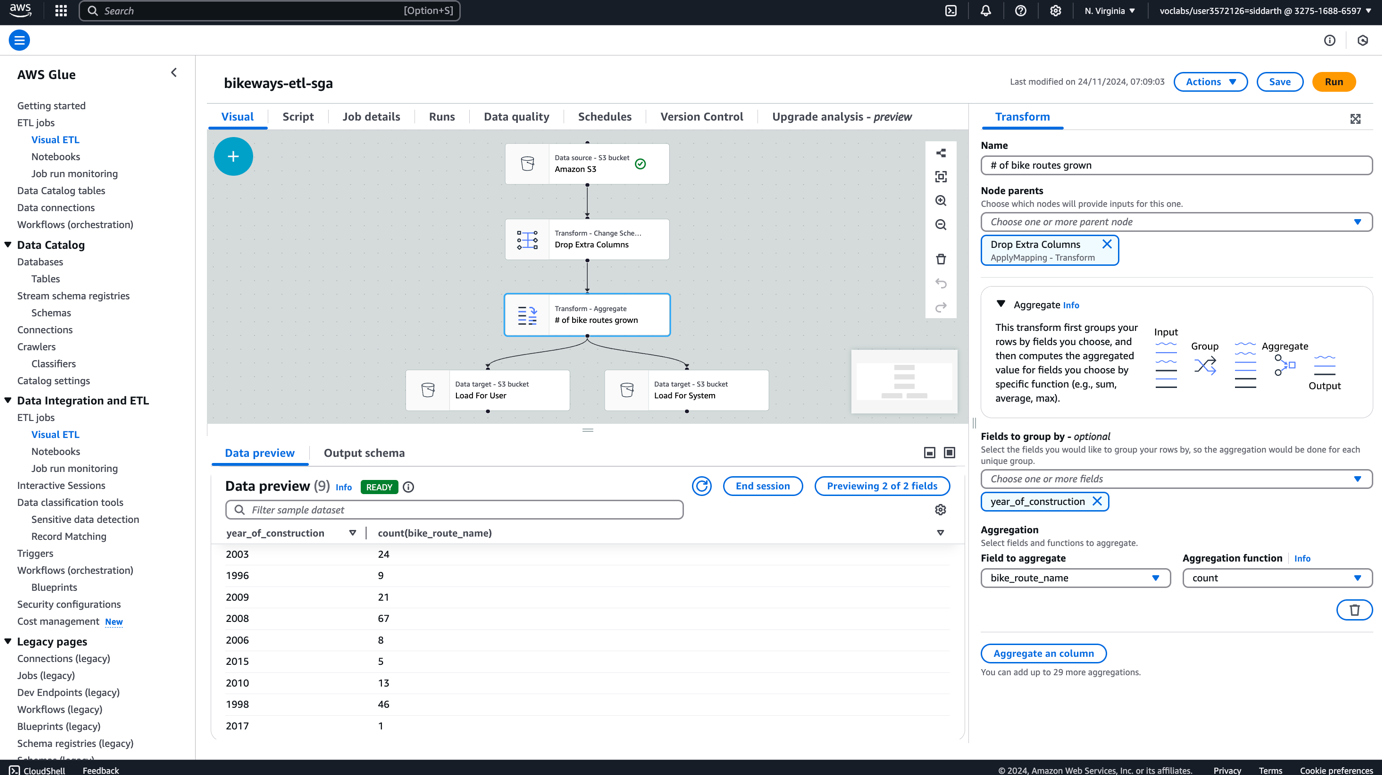 aws
Search
[Option+S]
N. Virginia
voclabs/user3572126=siddarth @ 3275-1688-6597
AWS Glue
Getting started
ETL jobs
Visual ETL
Notebooks
Job run monitoring
Data Catalog tables
Data connections
Workflows (orchestration)
Data Catalog
Databases
Tables
Stream schema registries
Schemas
Connections
Crawlers
Classifiers
Catalog settings
Data Integration and ETL
ETL jobs
Visual ETL
Notebooks
Job run monitoring
Interactive Sessions
Data classification tools
Sensitive data detection
Record Matching
Triggers
Workflows (orchestration)
Blueprints
Security configurations
Cost management New
Legacy pages
Connections (legacy)
Jobs (legacy)
Dev Endpoints (legacy)
Workflows (legacy)
Blueprints (legacy)
Schema registries (legacy)
bikeways-etl-sga
Last modified on 24/11/2024, 07:09:03
Actions
Save
Run
Visual
Script
Job details
Runs
Data quality
Schedules
Version Control
Upgrade analysis - preview
Data source - S3 bucket
Amazon S3
Transform - Change Sche...
Drop Extra Columns
Transform - Aggregate
# of bike routes grown
Data target - S3 bucket
Load For User
Data target - S3 bucket
Load For System
Data preview
Output schema
Data preview (9) Info READY
End session
Previewing 2 of 2 fields
Filter sample dataset
year_of_construction count(bike_route_name)
2003 24
1996 9
2009 21
2008 67
2006 8
2015 5
2010 13
1998 46
2017 1
Transform
Name
# of bike routes grown
Node parents
Choose which nodes will provide inputs for this one.
Choose one or more parent node
Drop Extra Columns
ApplyMapping - Transform
Aggregate Info
This transform first groups your
rows by fields you choose, and
then computes the aggregated
value for fields you choose by
specific function (e.g., sum,
average, max).
Input
Group
Aggregate
Output
Fields to group by - optional
Select the fields you would like to group your rows by, so the aggregation would be done for each
unique group.
Choose one or more fields
year_of_construction
Aggregation
Select fields and functions to aggregate.
Field to aggregate
Aggregation function Info
bike_route_name
count
Aggregate an column
You can add up to 29 more aggregations.
CloudShell
Feedback
© 2024, Amazon Web Services, Inc. or its affiliates.
Privacy
Terms
Cookie preferences